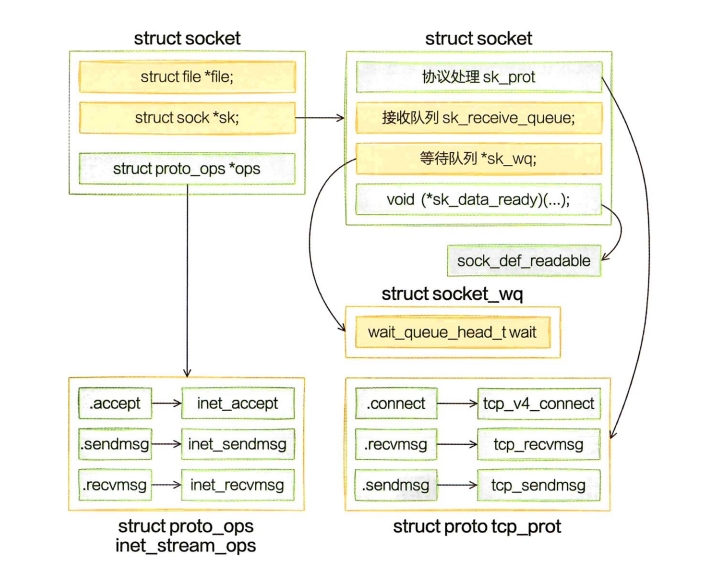 struct socket
struct file *file;
struct sock *sk;
struct proto_ops *ops
struct socket
协议处理 sk_prot
接收队列 sk_receive_queue;
等待队列 *sk_wq;
void (*sk_data_ready)(...);
sock_def_readable
struct socket_wq
wait_queue_head_t wait
.accept
inet_accept
.sendmsg
inet_sendmsg
.recvmsg
inet_recvmsg
struct proto_ops
inet_stream_ops
.connect
tcp_v4_connect
.recvmsg
tcp_recvmsg
.sendmsg
tcp_sendmsg
struct proto tcp_prot